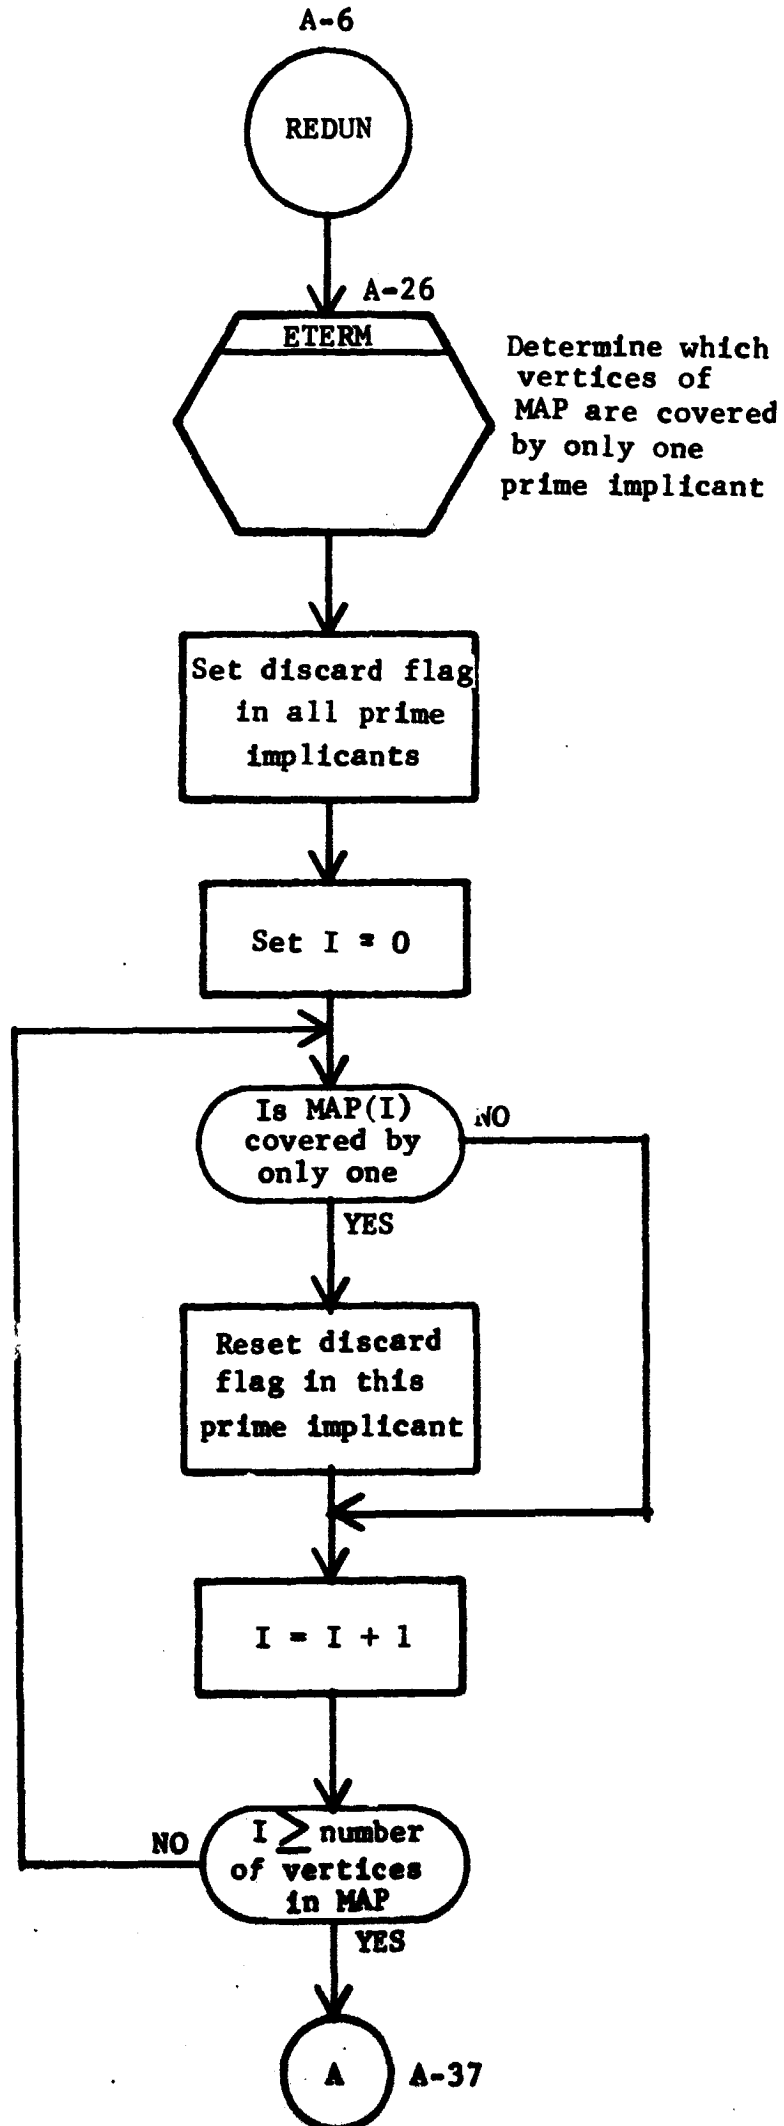 A-6
REDUN
A-26
ETERM
Determine which
vertices of
MAP are covered
by only one
prime implicant
Set discard flag
in all prime
implicants
Set I = 0
Is MAP(I)
covered by
only one
NO
YES
Reset discard
flag in this
prime implicant
I = I + 1
NO
I ≥ number
of vertices
in MAP
YES
A
A-37